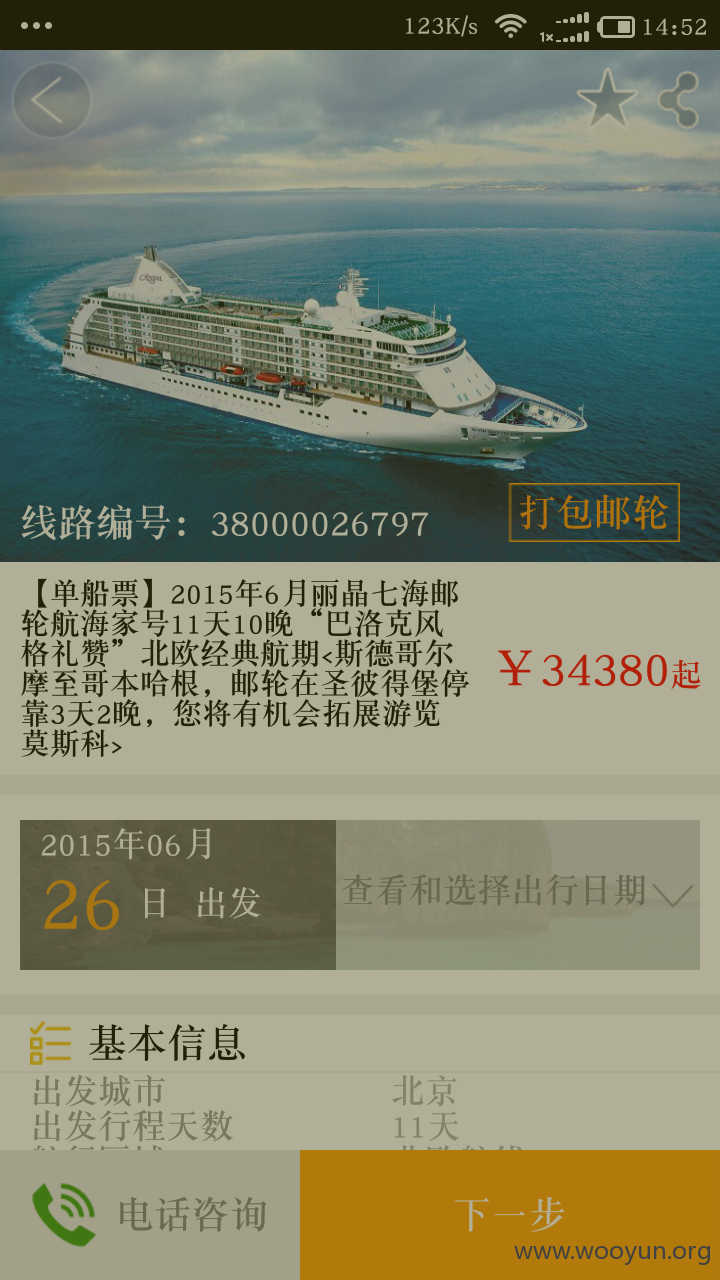 123K/s 1x 14:52
线路编号：38000026797
打包邮轮
【单船票】2015年6月丽晶七海邮
轮航海家号11天10晚“巴洛克风
格礼赞”北欧经典航期<斯德哥尔
摩至哥本哈根，邮轮在圣彼得堡停
靠3天2晚，您将有机会拓展游览
莫斯科>
￥34380起
2015年06月
26日 出发
查看和选择出行日期
基本信息
出发城市 北京
出发行程天数 11天
电话咨询
下一步
www.wooyun.org